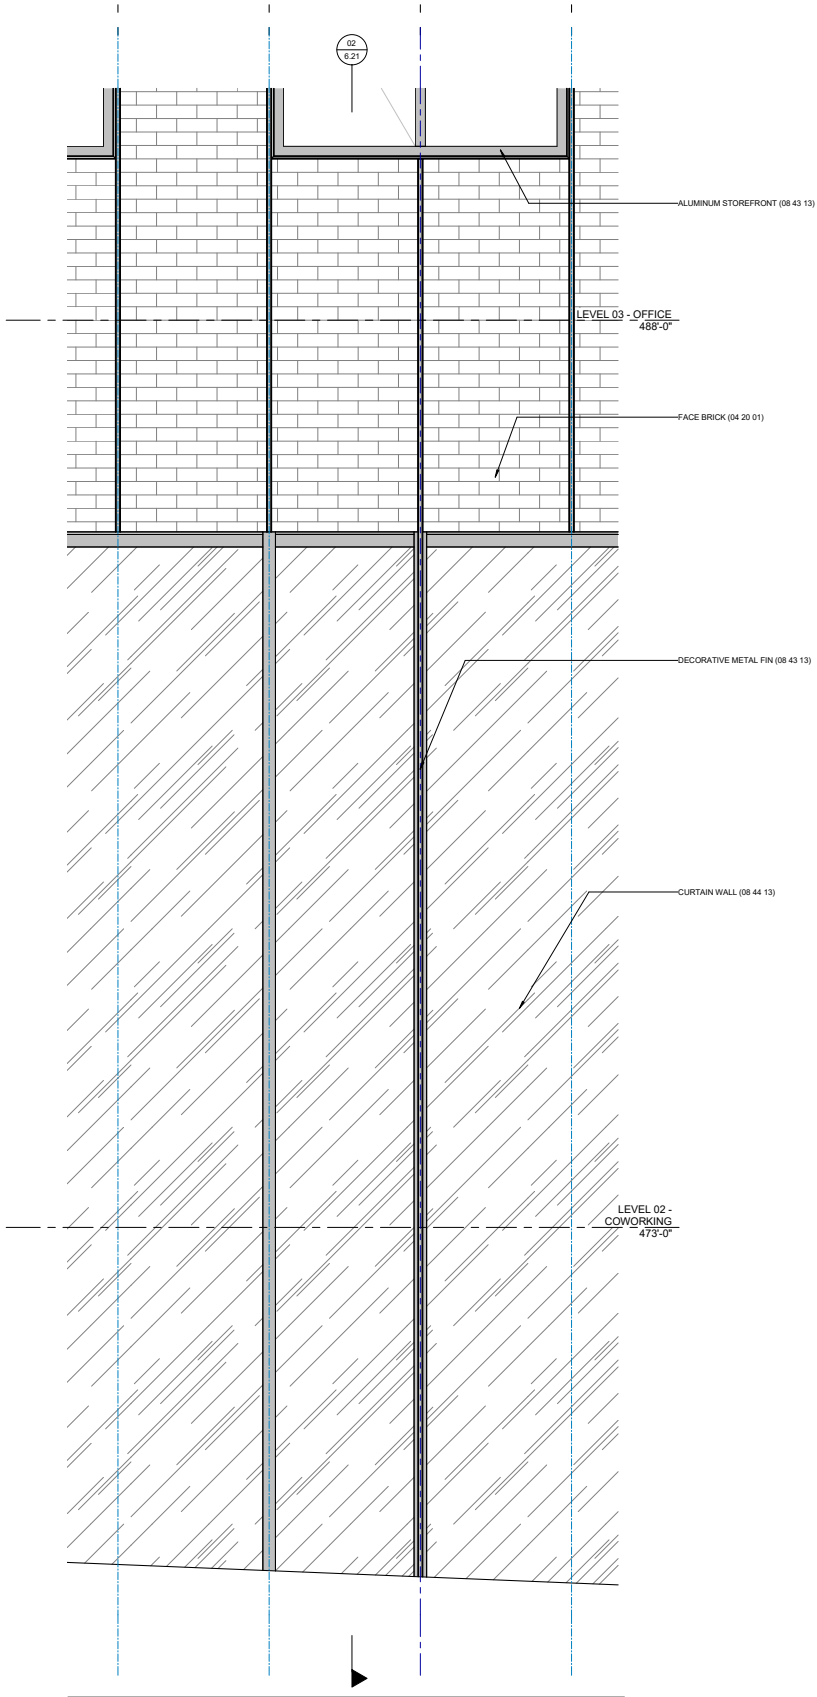 02
6.21
ALUMINUM STOREFRONT (08 43 13)
LEVEL 03 - OFFICE
488'-0"
FACE BRICK (04 20 01)
DECORATIVE METAL FIN (08 43 13)
CURTAIN WALL (08 44 13)
LEVEL 02 -
COWORKING
473'-0"